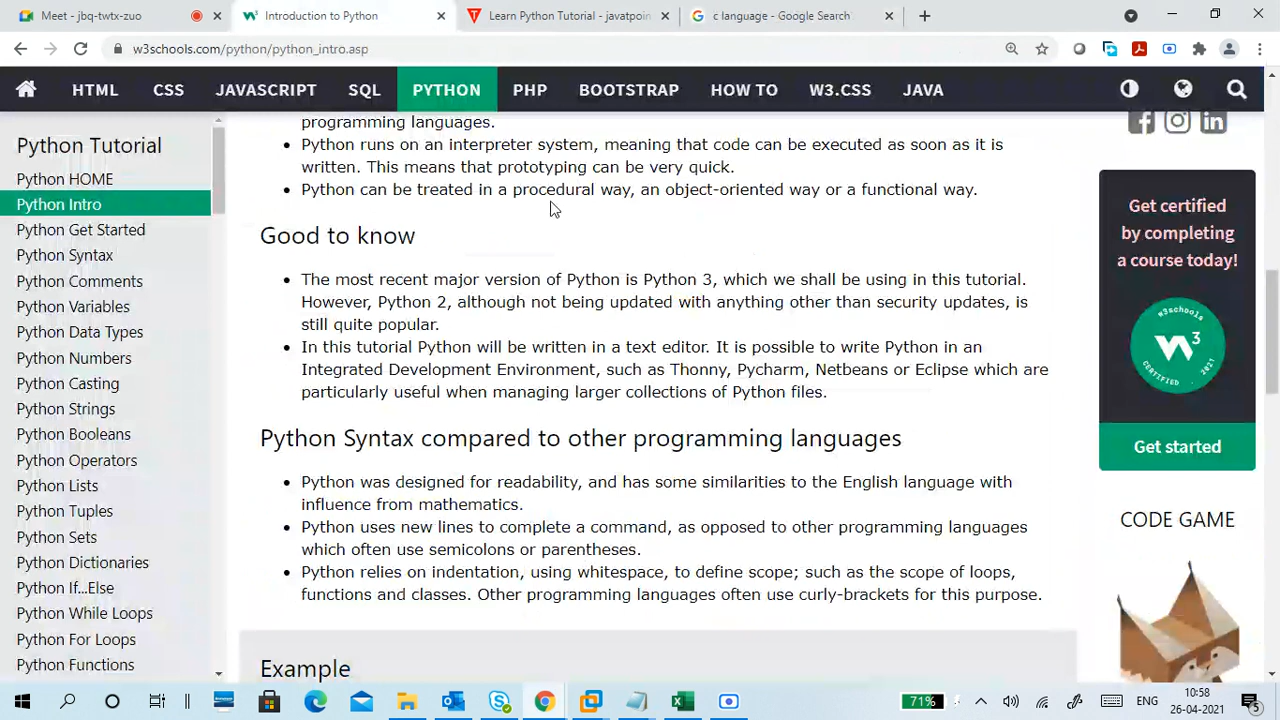 Meet - jbq-twtx-zuo
Introduction to Python
Learn Python Tutorial - javatpoin
c language - Google Search
w3schools.com/python/python_intro.asp
HTML CSS JAVASCRIPT SQL PYTHON PHP BOOTSTRAP HOW TO W3.CSS JAVA
Python Tutorial
Python HOME
Python Intro
Python Get Started
Python Syntax
Python Comments
Python Variables
Python Data Types
Python Numbers
Python Casting
Python Strings
Python Booleans
Python Operators
Python Lists
Python Tuples
Python Sets
Python Dictionaries
Python If...Else
Python While Loops
Python For Loops
Python Functions
programming languages.
Python runs on an interpreter system, meaning that code can be executed as soon as it is
written. This means that prototyping can be very quick.
Python can be treated in a procedural way, an object-oriented way or a functional way.
Good to know
The most recent major version of Python is Python 3, which we shall be using in this tutorial.
However, Python 2, although not being updated with anything other than security updates, is
still quite popular.
In this tutorial Python will be written in a text editor. It is possible to write Python in an
Integrated Development Environment, such as Thonny, Pycharm, Netbeans or Eclipse which are
particularly useful when managing larger collections of Python files.
Python Syntax compared to other programming languages
Python was designed for readability, and has some similarities to the English language with
influence from mathematics.
Python uses new lines to complete a command, as opposed to other programming languages
which often use semicolons or parentheses.
Python relies on indentation, using whitespace, to define scope; such as the scope of loops,
functions and classes. Other programming languages often use curly-brackets for this purpose.
Example
Get certified
by completing
a course today!
w3schools
W3
CERTIFIED . 2021
Get started
CODE GAME
71%
ENG
10:58
26-04-2021
5